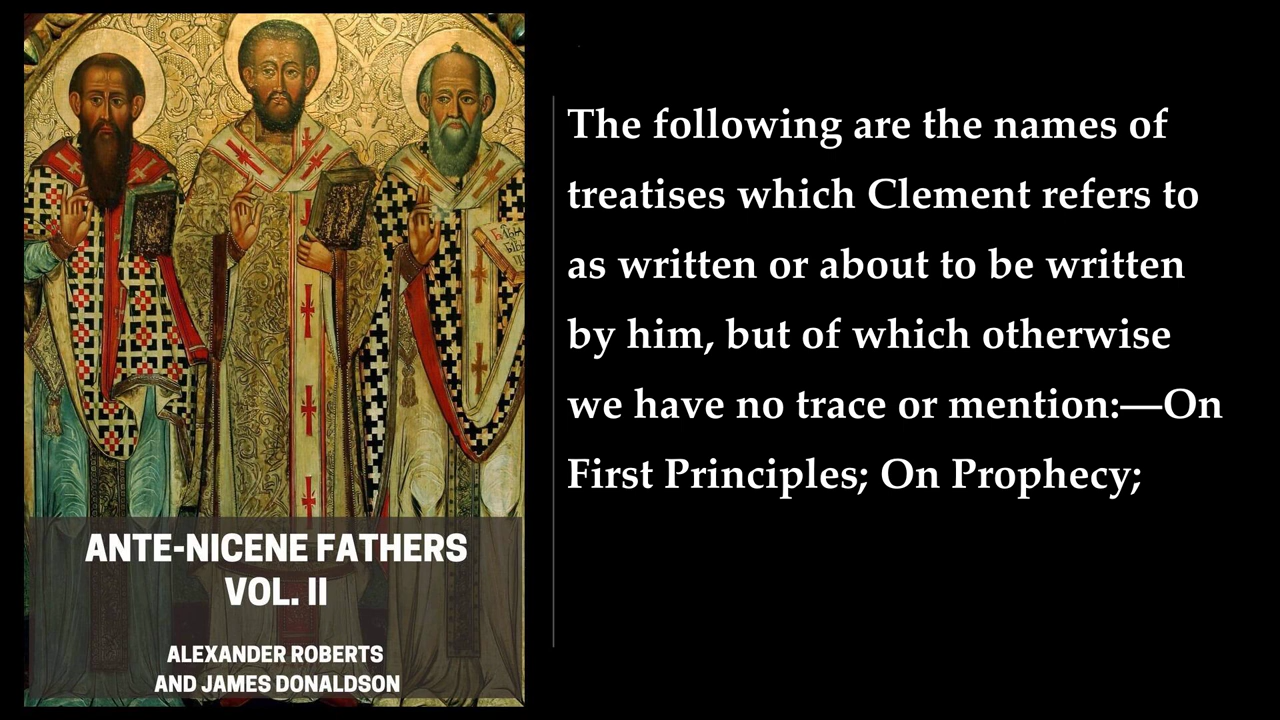 ANTE-NICENE FATHERS
VOL. II
ALEXANDER ROBERTS
AND JAMES DONALDSON
The following are the names of
treatises which Clement refers to
as written or about to be written
by him, but of which otherwise
we have no trace or mention:—On
First Principles; On Prophecy;